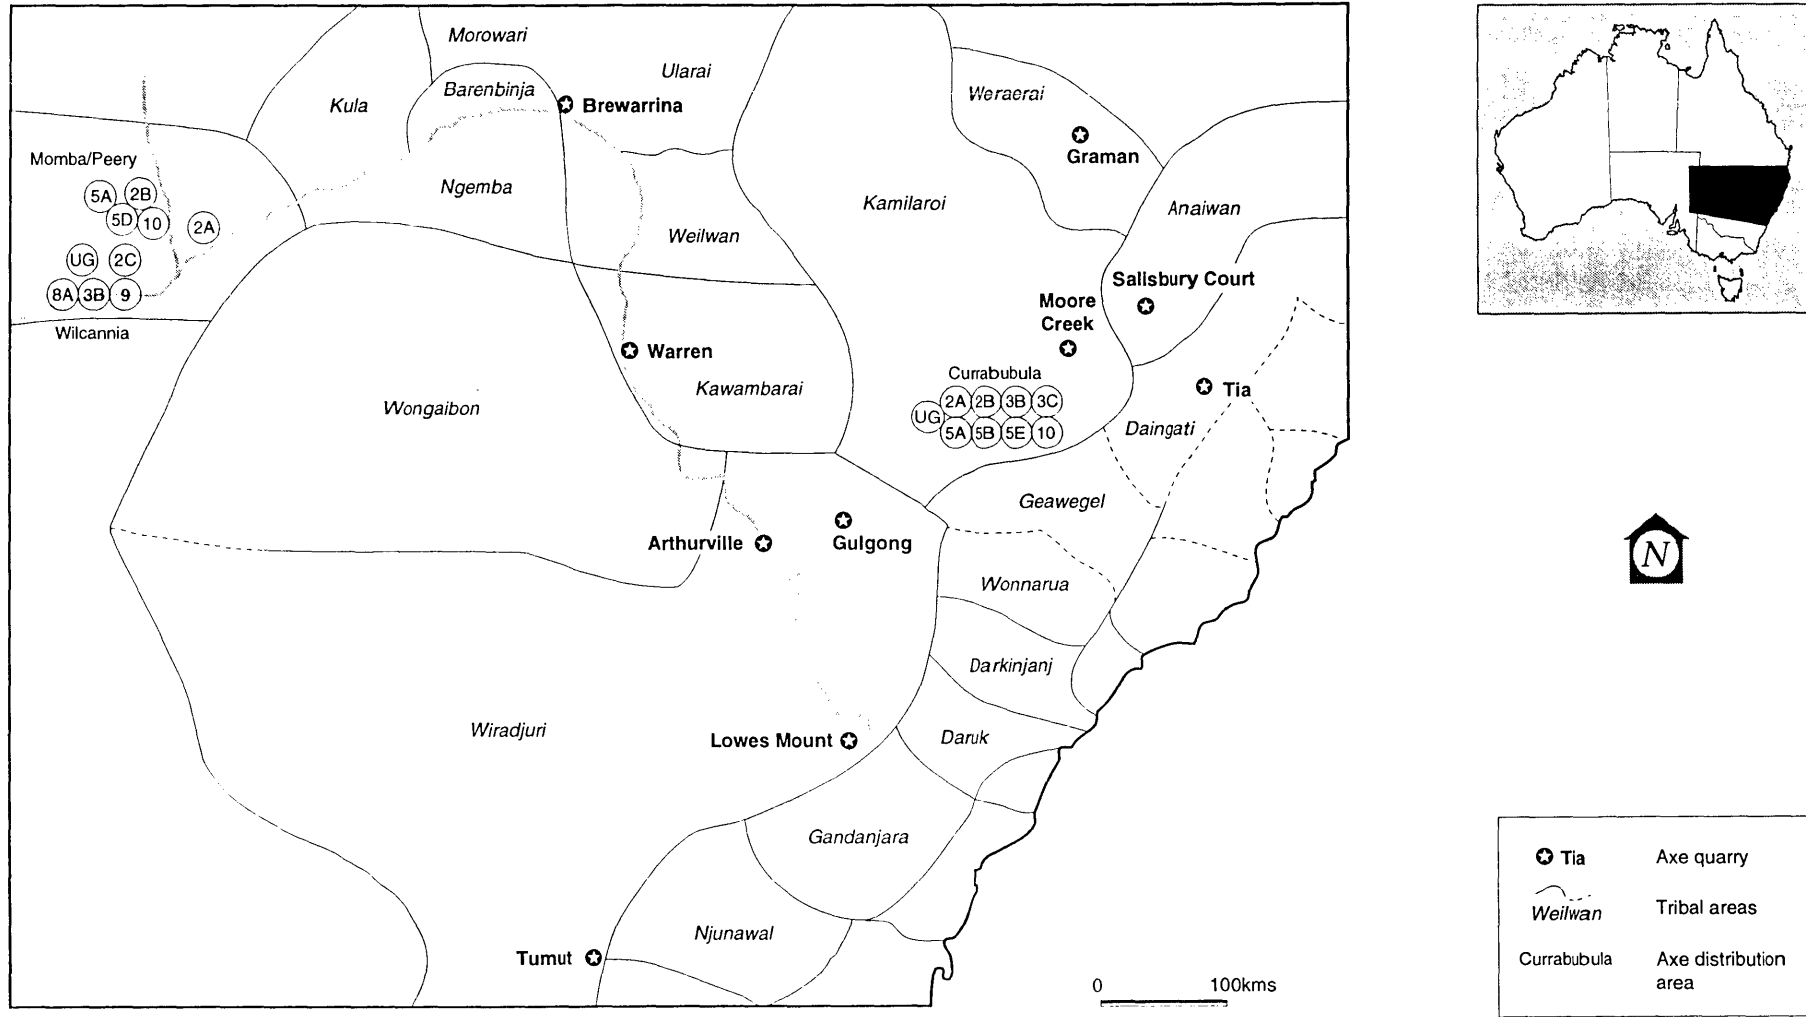 Morowari
Ularai
Barenbinja
Kula
Brewarrina
Weraerai
Graman
Momba/Peery
5A
2B
5D
10
2A
Ngemba
Kamilaroi
Anaiwan
Weilwan
UG
2C
8A
3B
9
Wilcannia
Salisbury Court
Moore
Creek
Warren
Kawambarai
Wongaibon
Currabubula
UG
2A
2B
3B
3C
5A
5B
5E
10
Tia
Daingati
Geawegel
Arthurville
Gulgong
Wonnarua
Darkinjanj
Wiradjuri
Lowes Mount
Daruk
Gandanjara
Njunawal
Tumut
0
100kms
N
Tia
Axe quarry
Weilwan
Tribal areas
Currabubula
Axe distribution
area